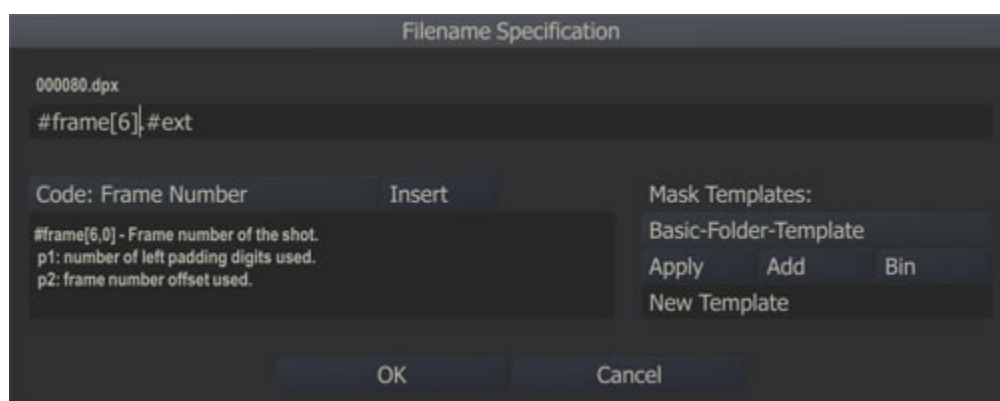 Filename Specification
000080.dpx
#frame[6].#ext
Code: Frame Number
Insert
#frame[6,0] - Frame number of the shot.
p1: number of left padding digits used.
p2: frame number offset used.
Mask Templates:
Basic-Folder-Template
Apply Add Bin
New Template
OK Cancel